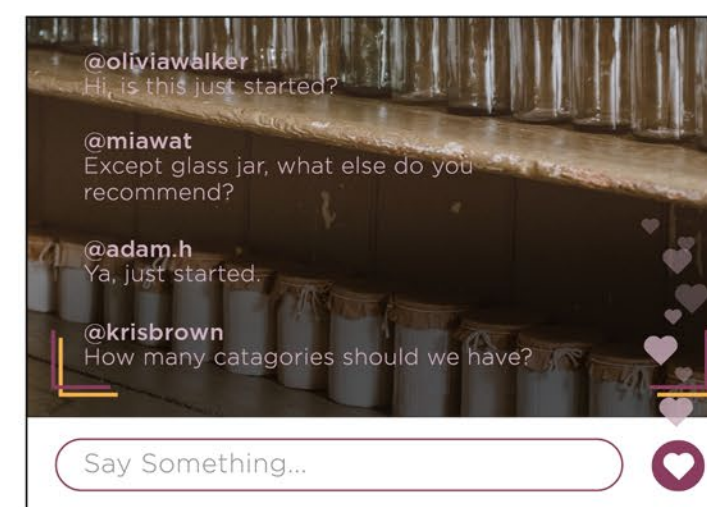 @oliviawalker
Hi, is this just started?
@miawat
Except glass jar, what else do you
recommend?
@adam.h
Ya, just started.
@krisbrown
How many catagories should we have?
Say Something...